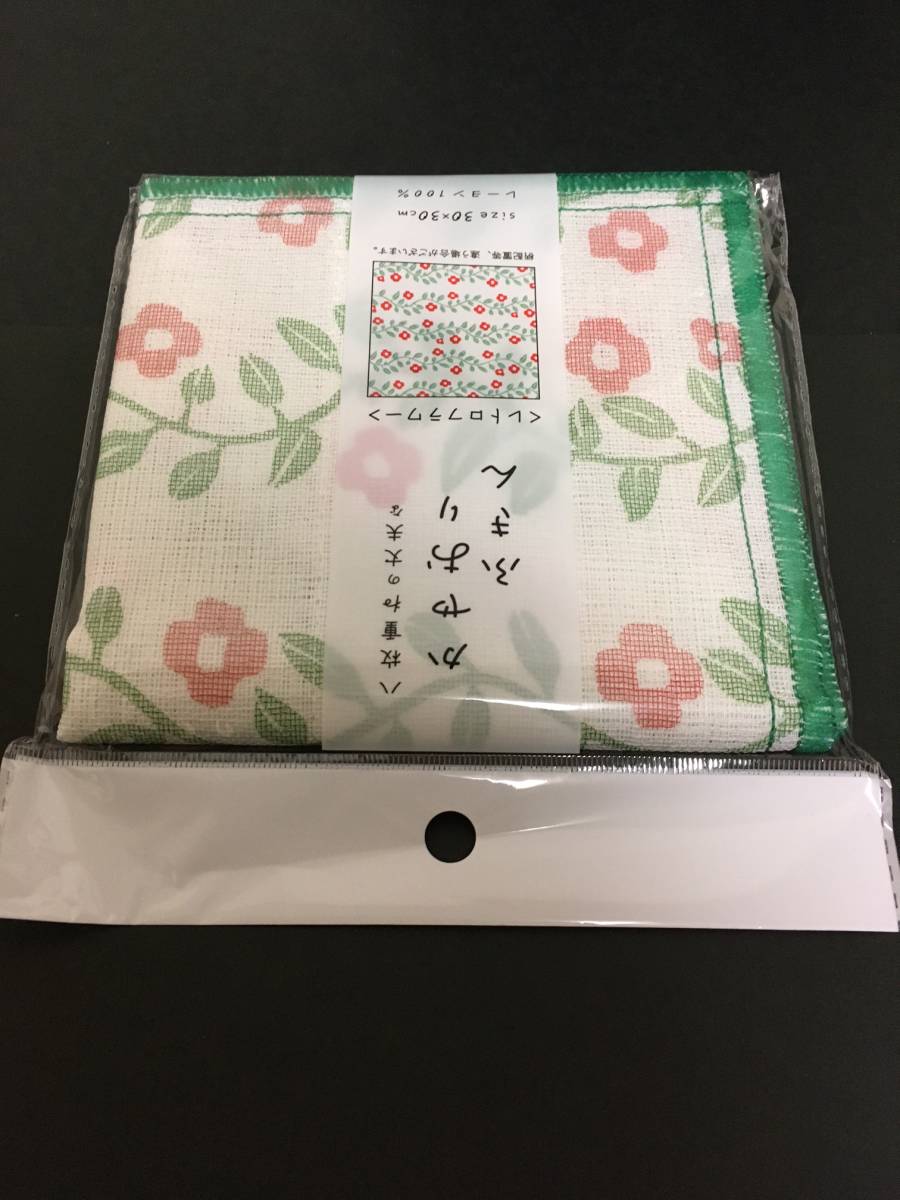 八枚重ねの丈夫な
かやおり
ふきん
<レトロフラワー>
柄配置等、違う場合がございます。
size 30×30cm
レーヨン100%